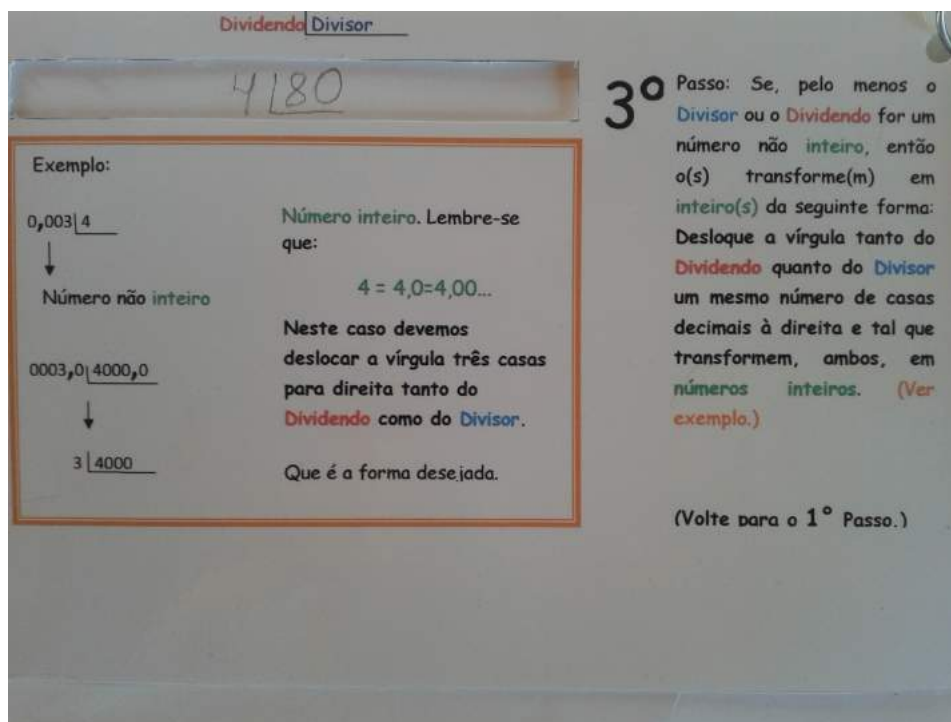 Dividendo Divisor
4 80
Exemplo:
0,003 4
Número não inteiro
0003,0 4000,0
3 4000
Número inteiro. Lembre-se
que:
4 = 4,0=4,00...
Neste caso devemos
deslocar a vírgula três casas
para direita tanto do
Dividendo como do Divisor.
Que é a forma desejada.
3º Passo: Se, pelo menos o
Divisor ou o Dividendo for um
número não inteiro, então
o(s) transforme(m) em
inteiro(s) da seguinte forma:
Desloque a vírgula tanto do
Dividendo quanto do Divisor
um mesmo número de casas
decimais à direita e tal que
transformem, ambos, em
números inteiros. (Ver
exemplo.)
(Volte para o 1º Passo.)